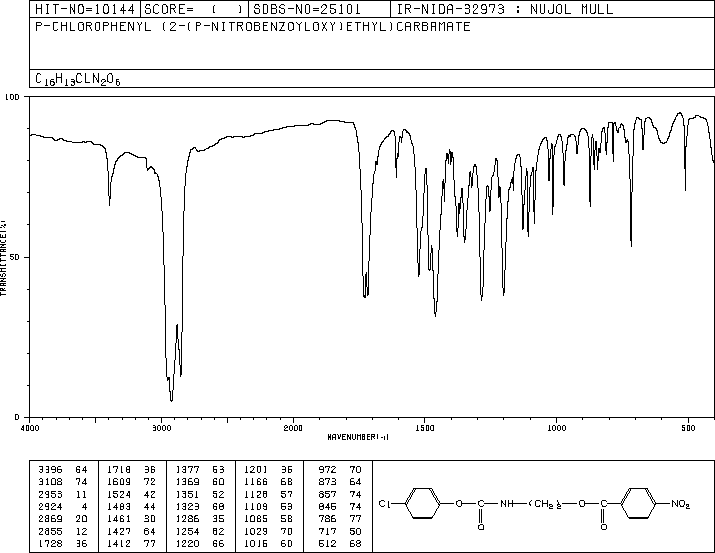 HIT-NO=10144 SCORE= ( ) SDBS-NO=25101 IR-NIDA-32973 : NUJOL MULL
P-CHLOROPHENYL (2-(P-NITROBENZOYLOXY)ETHYL)CARBAMATE
C16H13CLN2O6
100
50
0
TRANSMITTANCE(%)
4000 3000 2000 1500 1000 500
WAVENUMBER(-1)
3396 64 1718 36 1377 53 1201 36 972 70
3108 74 1609 72 1369 60 1166 68 873 64
2953 11 1524 42 1351 52 1128 57 857 74
2924 4 1483 44 1323 68 1109 53 845 74
2869 20 1461 30 1286 35 1085 58 786 77
2855 12 1427 64 1254 62 1029 70 717 50
1728 36 1412 77 1220 66 1016 60 512 68
Cl O C NH (CH2)2 O C NO2
O O